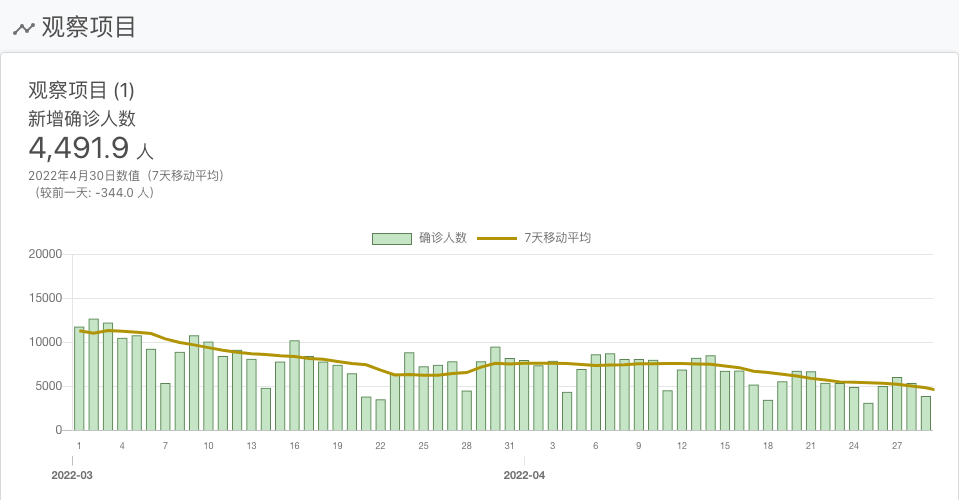 观察项目
观察项目 (1)
新增确诊人数
4,491.9 人
2022年4月30日数值（7天移动平均）
（较前一天: -344.0 人）
确诊人数 7天移动平均
20000
15000
10000
5000
0
1 4 7 10 13 16 19 22 25 28 31 3 6 9 12 15 18 21 24 27
2022-03 2022-04